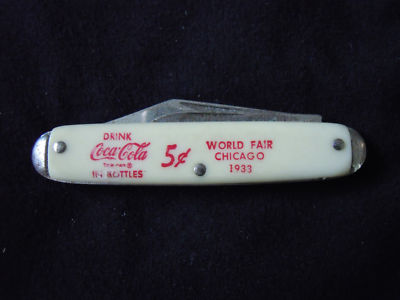 DRINK
Coca-Cola
IN BOTTLES
5¢
WORLD FAIR
CHICAGO
1933